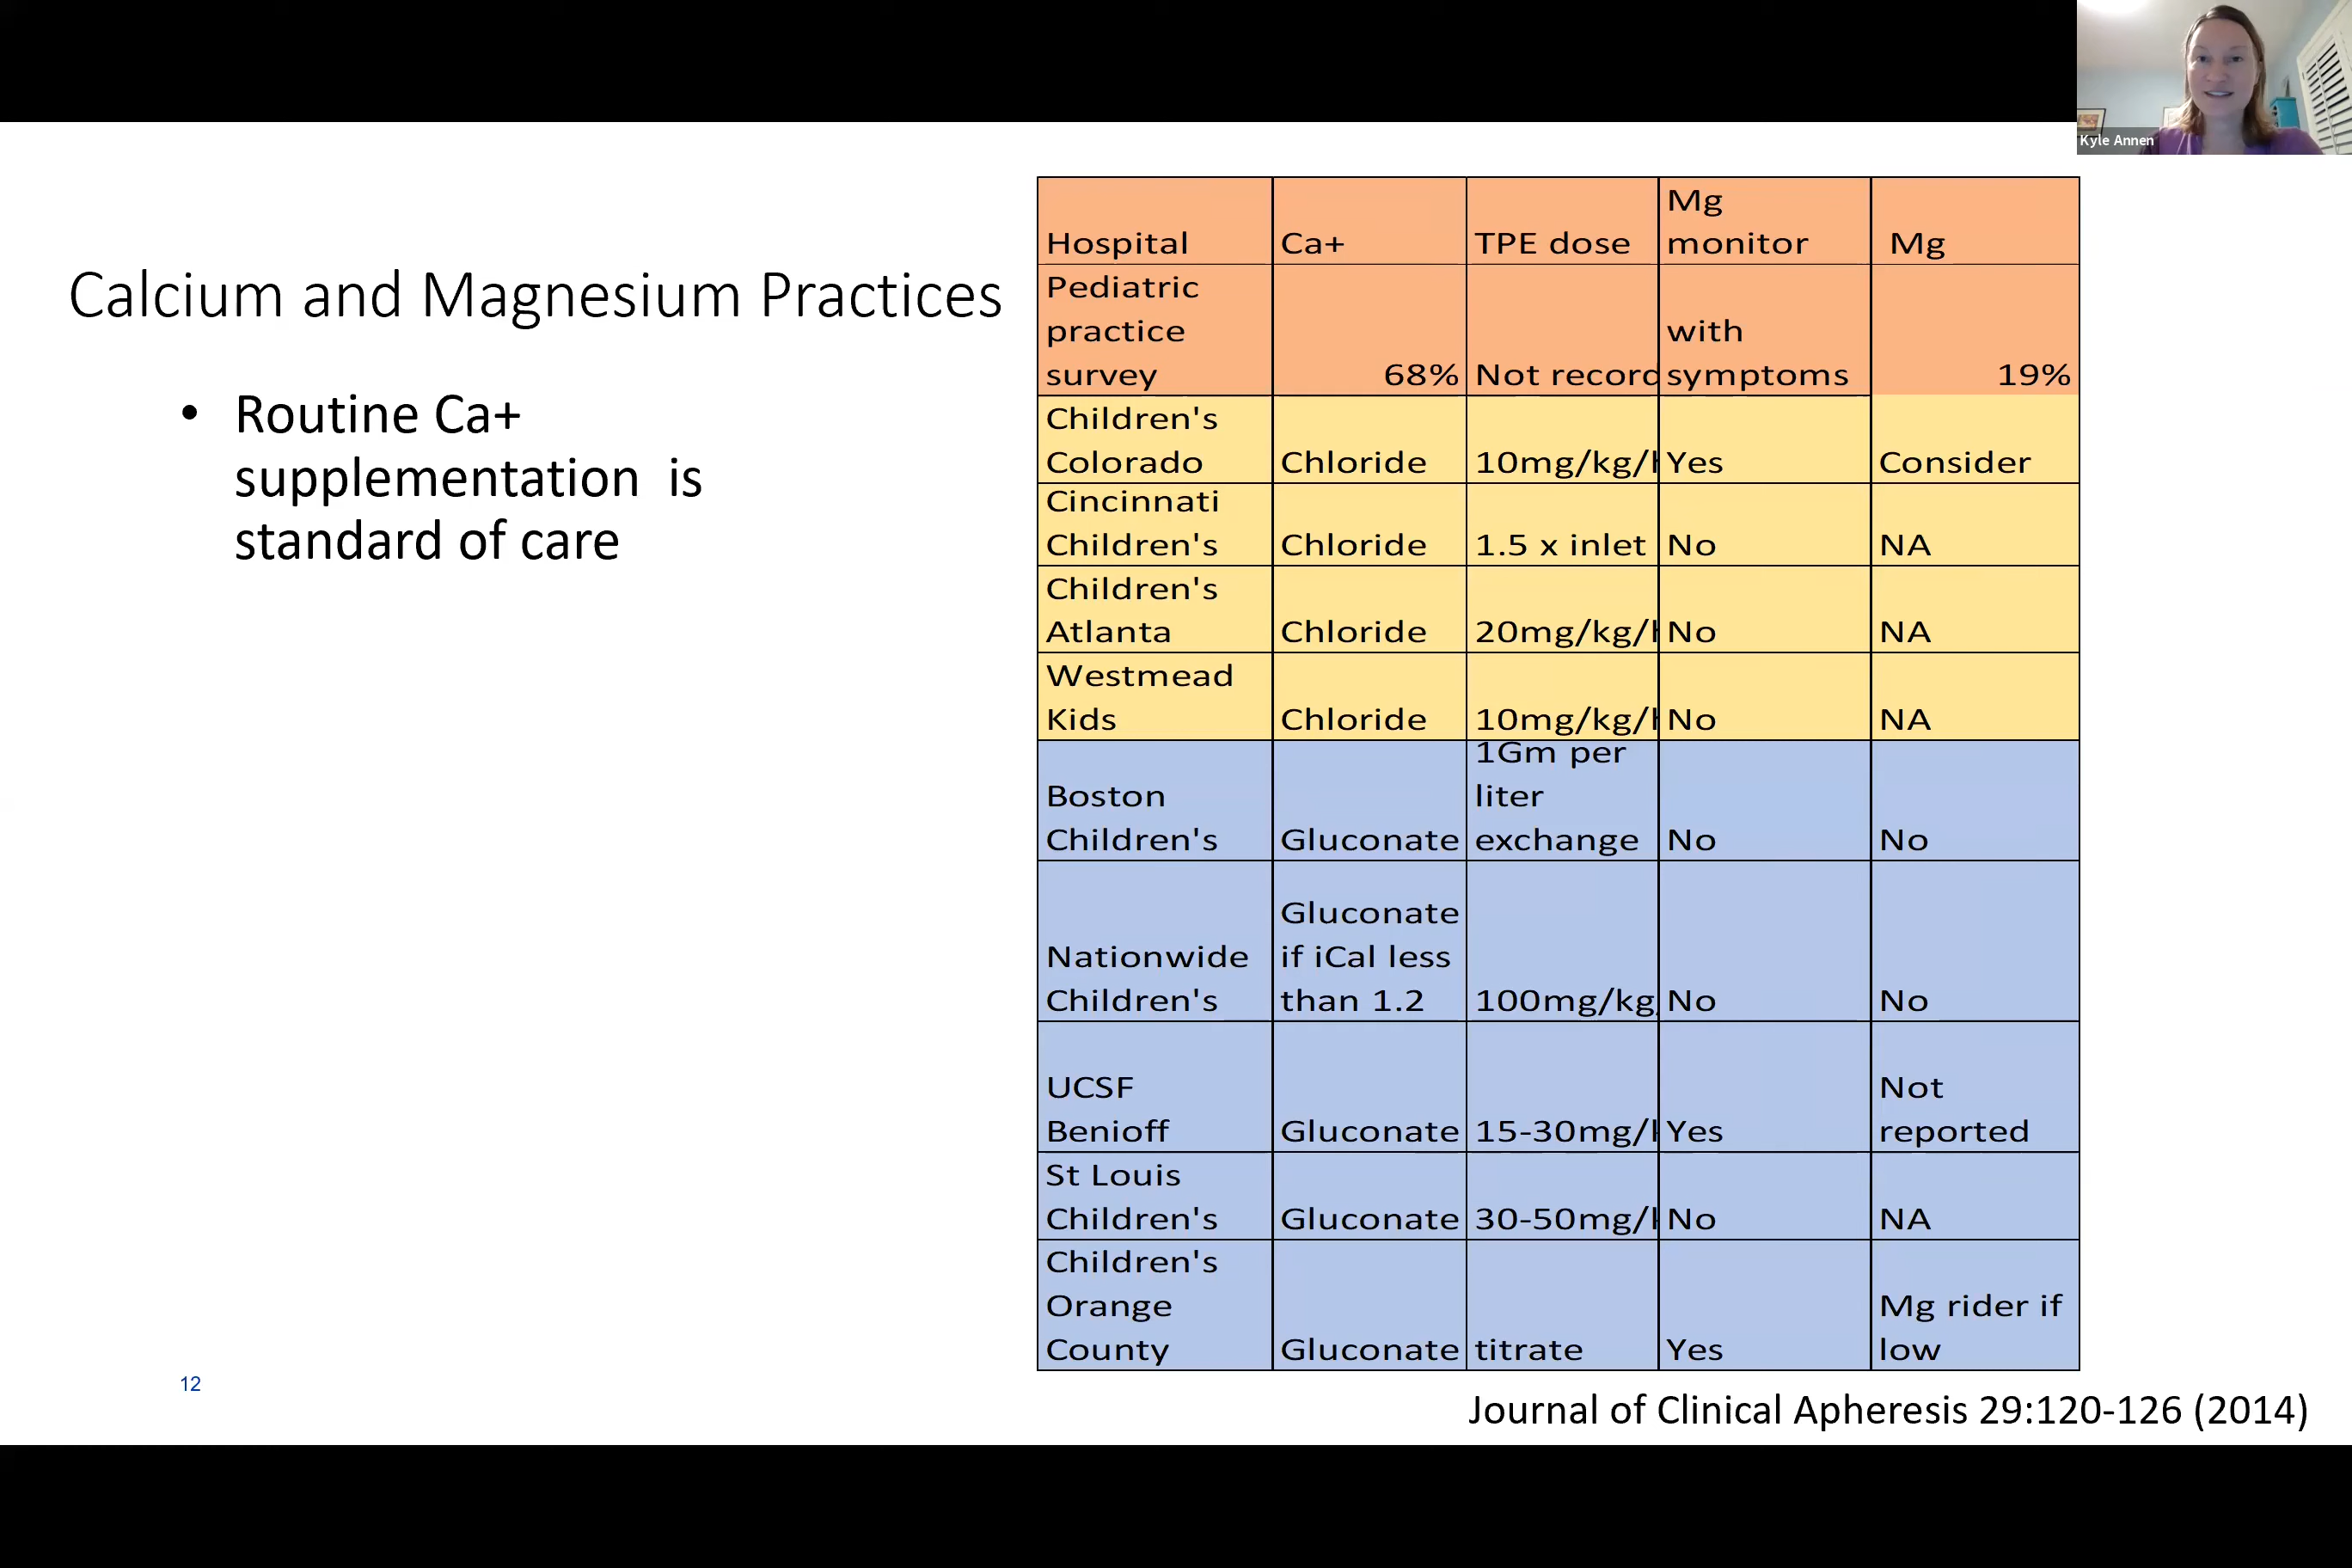 Kyle Annen
Calcium and Magnesium Practices
• Routine Ca+
supplementation is
standard of care
Hospital Ca+ TPE dose Mg monitor Mg
Pediatric practice survey 68% Not record with symptoms 19%
Children's Colorado Chloride 10mg/kg/h Yes Consider
Cincinnati Children's Chloride 1.5 x inlet No NA
Children's Atlanta Chloride 20mg/kg/h No NA
Westmead Kids Chloride 10mg/kg/h No NA
Boston Children's Gluconate 1Gm per liter exchange No No
Nationwide Children's Gluconate if iCal less than 1.2 100mg/kg/ No No
UCSF Benioff Gluconate 15-30mg/k Yes Not reported
St Louis Children's Gluconate 30-50mg/k No NA
Children's Orange County Gluconate titrate Yes Mg rider if low
12
Journal of Clinical Apheresis 29:120-126 (2014)